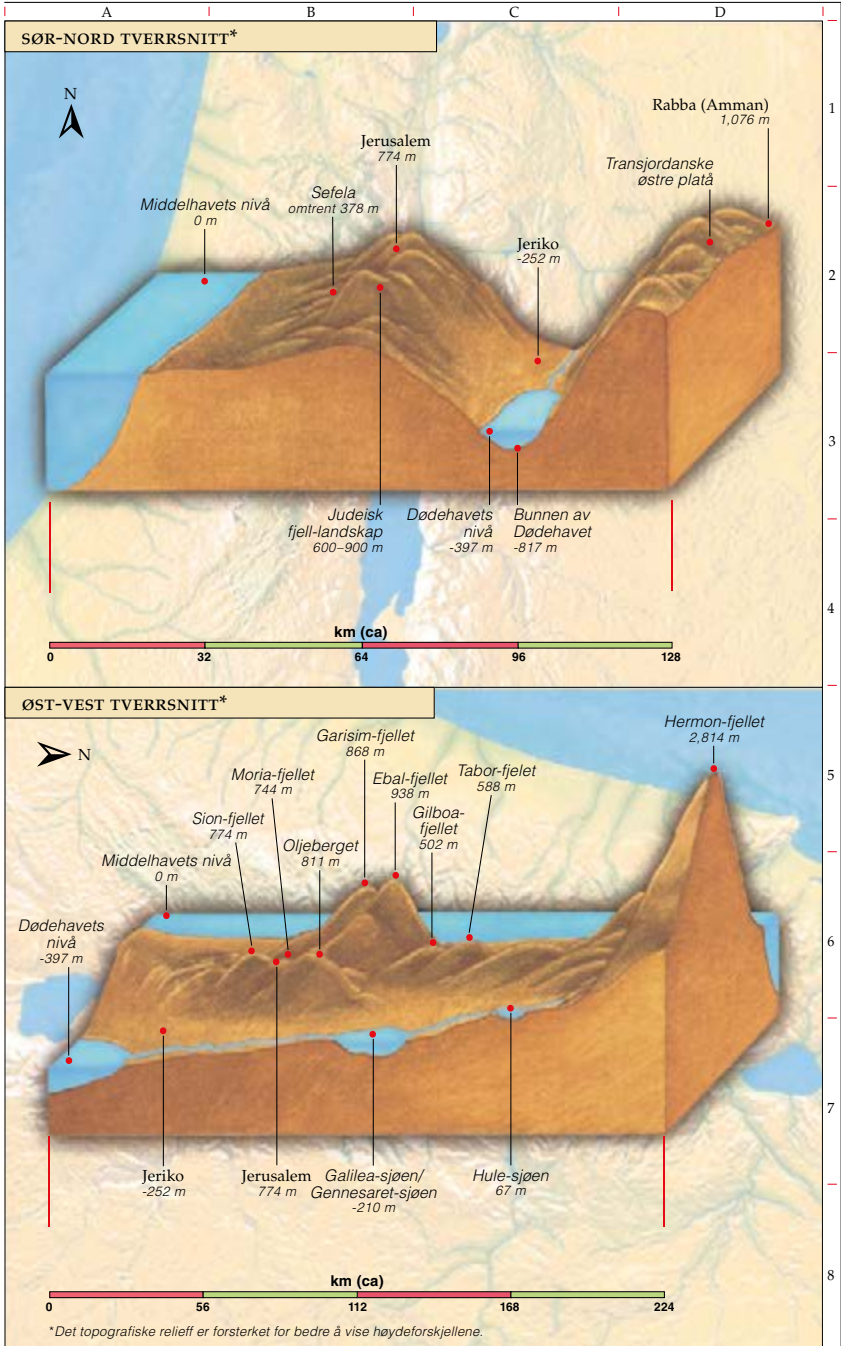 A B C D
SØR-NORD TVERRSNITT*
N
1
Rabba (Amman)
1,076 m
Jerusalem
774 m
Transjordanske
østre platå
Sefela
omtrent 378 m
Middelhavets nivå
0 m
Jeriko
-252 m
2
3
Judeisk
fjell-landskap
600–900 m
Dødehavets
nivå
-397 m
Bunnen av
Dødehavet
-817 m
4
km (ca)
0 32 64 96 128
ØST-VEST TVERRSNITT*
N
Hermon-fjellet
2,814 m
Garisim-fjellet
868 m
5
Moria-fjellet
744 m
Ebal-fjellet
938 m
Tabor-fjelet
588 m
Sion-fjellet
774 m
Oljeberget
811 m
Gilboa-
fjellet
502 m
Middelhavets nivå
0 m
Dødehavets
nivå
-397 m
6
7
Jeriko
-252 m
Jerusalem
774 m
Galilea-sjøen/
Gennesaret-sjøen
-210 m
Hule-sjøen
67 m
8
km (ca)
0 56 112 168 224
*Det topografiske relieff er forsterket for bedre å vise høydeforskjellene.